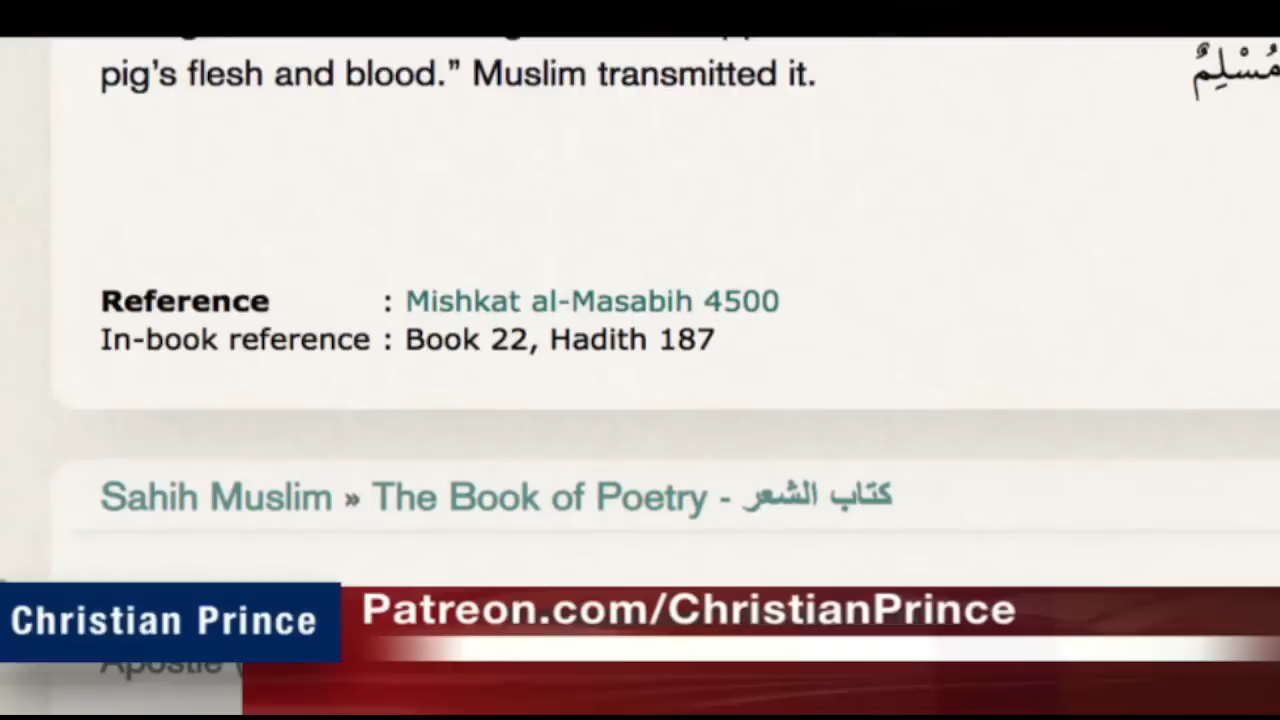 pig's flesh and blood.” Muslim transmitted it.
مُسْلِمٌ
Reference : Mishkat al-Masabih 4500
In-book reference : Book 22, Hadith 187
Sahih Muslim » The Book of Poetry - كتاب الشعر
Christian Prince
Patreon.com/ChristianPrince
Apostle (